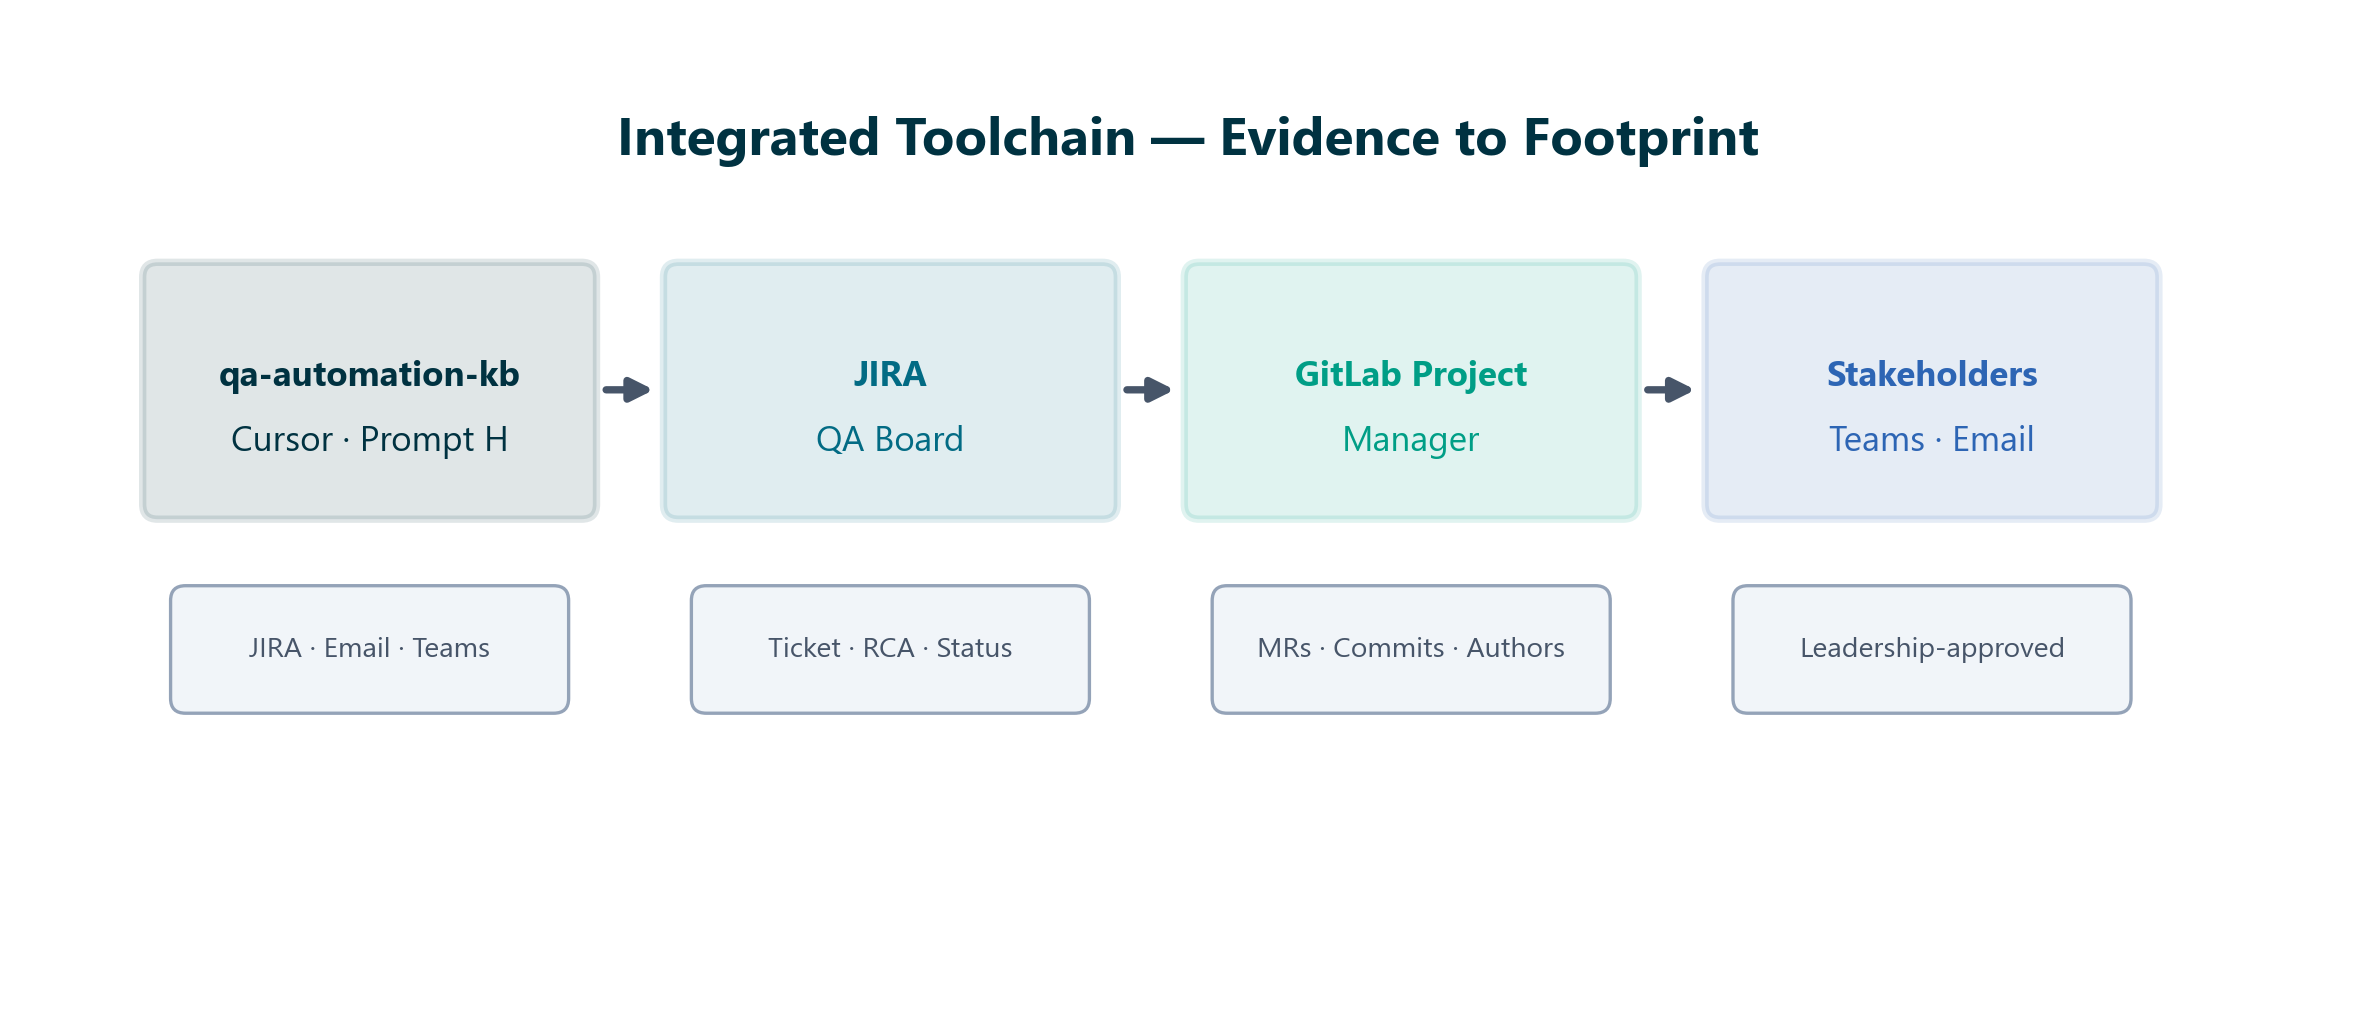 Integrated Toolchain — Evidence to Footprint
qa-automation-kb
Cursor · Prompt H
JIRA
QA Board
GitLab Project
Manager
Stakeholders
Teams · Email
JIRA · Email · Teams
Ticket · RCA · Status
MRs · Commits · Authors
Leadership-approved